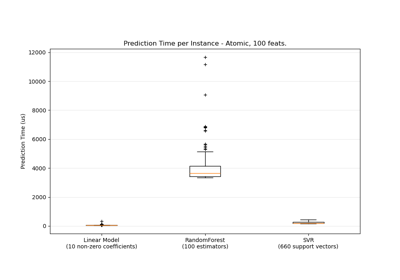 Prediction Time per Instance - Atomic, 100 feats.
12000
10000
8000
6000
4000
2000
0
Prediction Time (us)
Linear Model
(10 non-zero coefficients)
RandomForest
(100 estimators)
SVR
(660 support vectors)